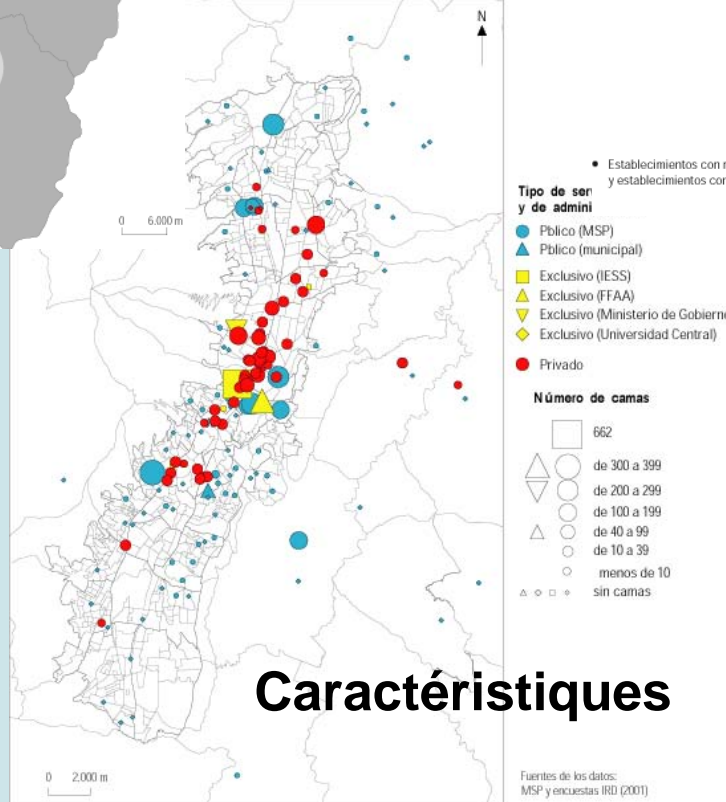 N
0 6.000 m
• Establecimientos con
y establecimientos con
Tipo de ser
y de admini
Pblico (MSP)
Pblico (municipal)
Exclusivo (IESS)
Exclusivo (FFAA)
Exclusivo (Ministerio de Gobierno
Exclusivo (Universidad Central)
Privado
Número de camas
662
de 300 a 399
de 200 a 299
de 100 a 199
de 40 a 99
de 10 a 39
menos de 10
sin camas
Caractéristiques
0 2.000 m
Fuentes de los datos:
MSP y encuestas IRD (2001)